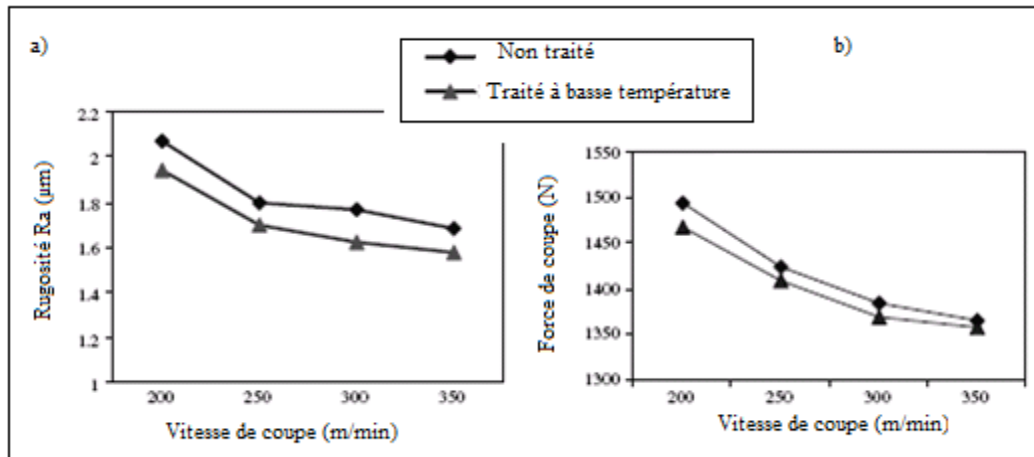 a)
Non traité
Traité à basse température
b)
Rugosité Ra (µm)
2.2
2
1.8
1.6
1.4
1.2
1
200 250 300 350
Vitesse de coupe (m/min)
Force de coupe (N)
1550
1500
1450
1400
1350
1300
200 250 300 350
Vitesse de coupe (m/min)